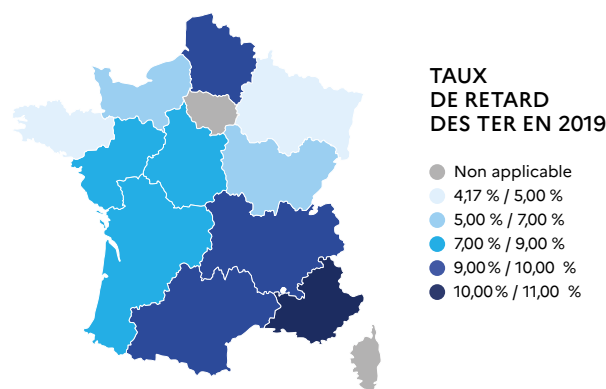 TAUX
DE RETARD
DES TER EN 2019
Non applicable
4,17 % / 5,00 %
5,00 % / 7,00 %
7,00 % / 9,00 %
9,00 % / 10,00 %
10,00 % / 11,00 %